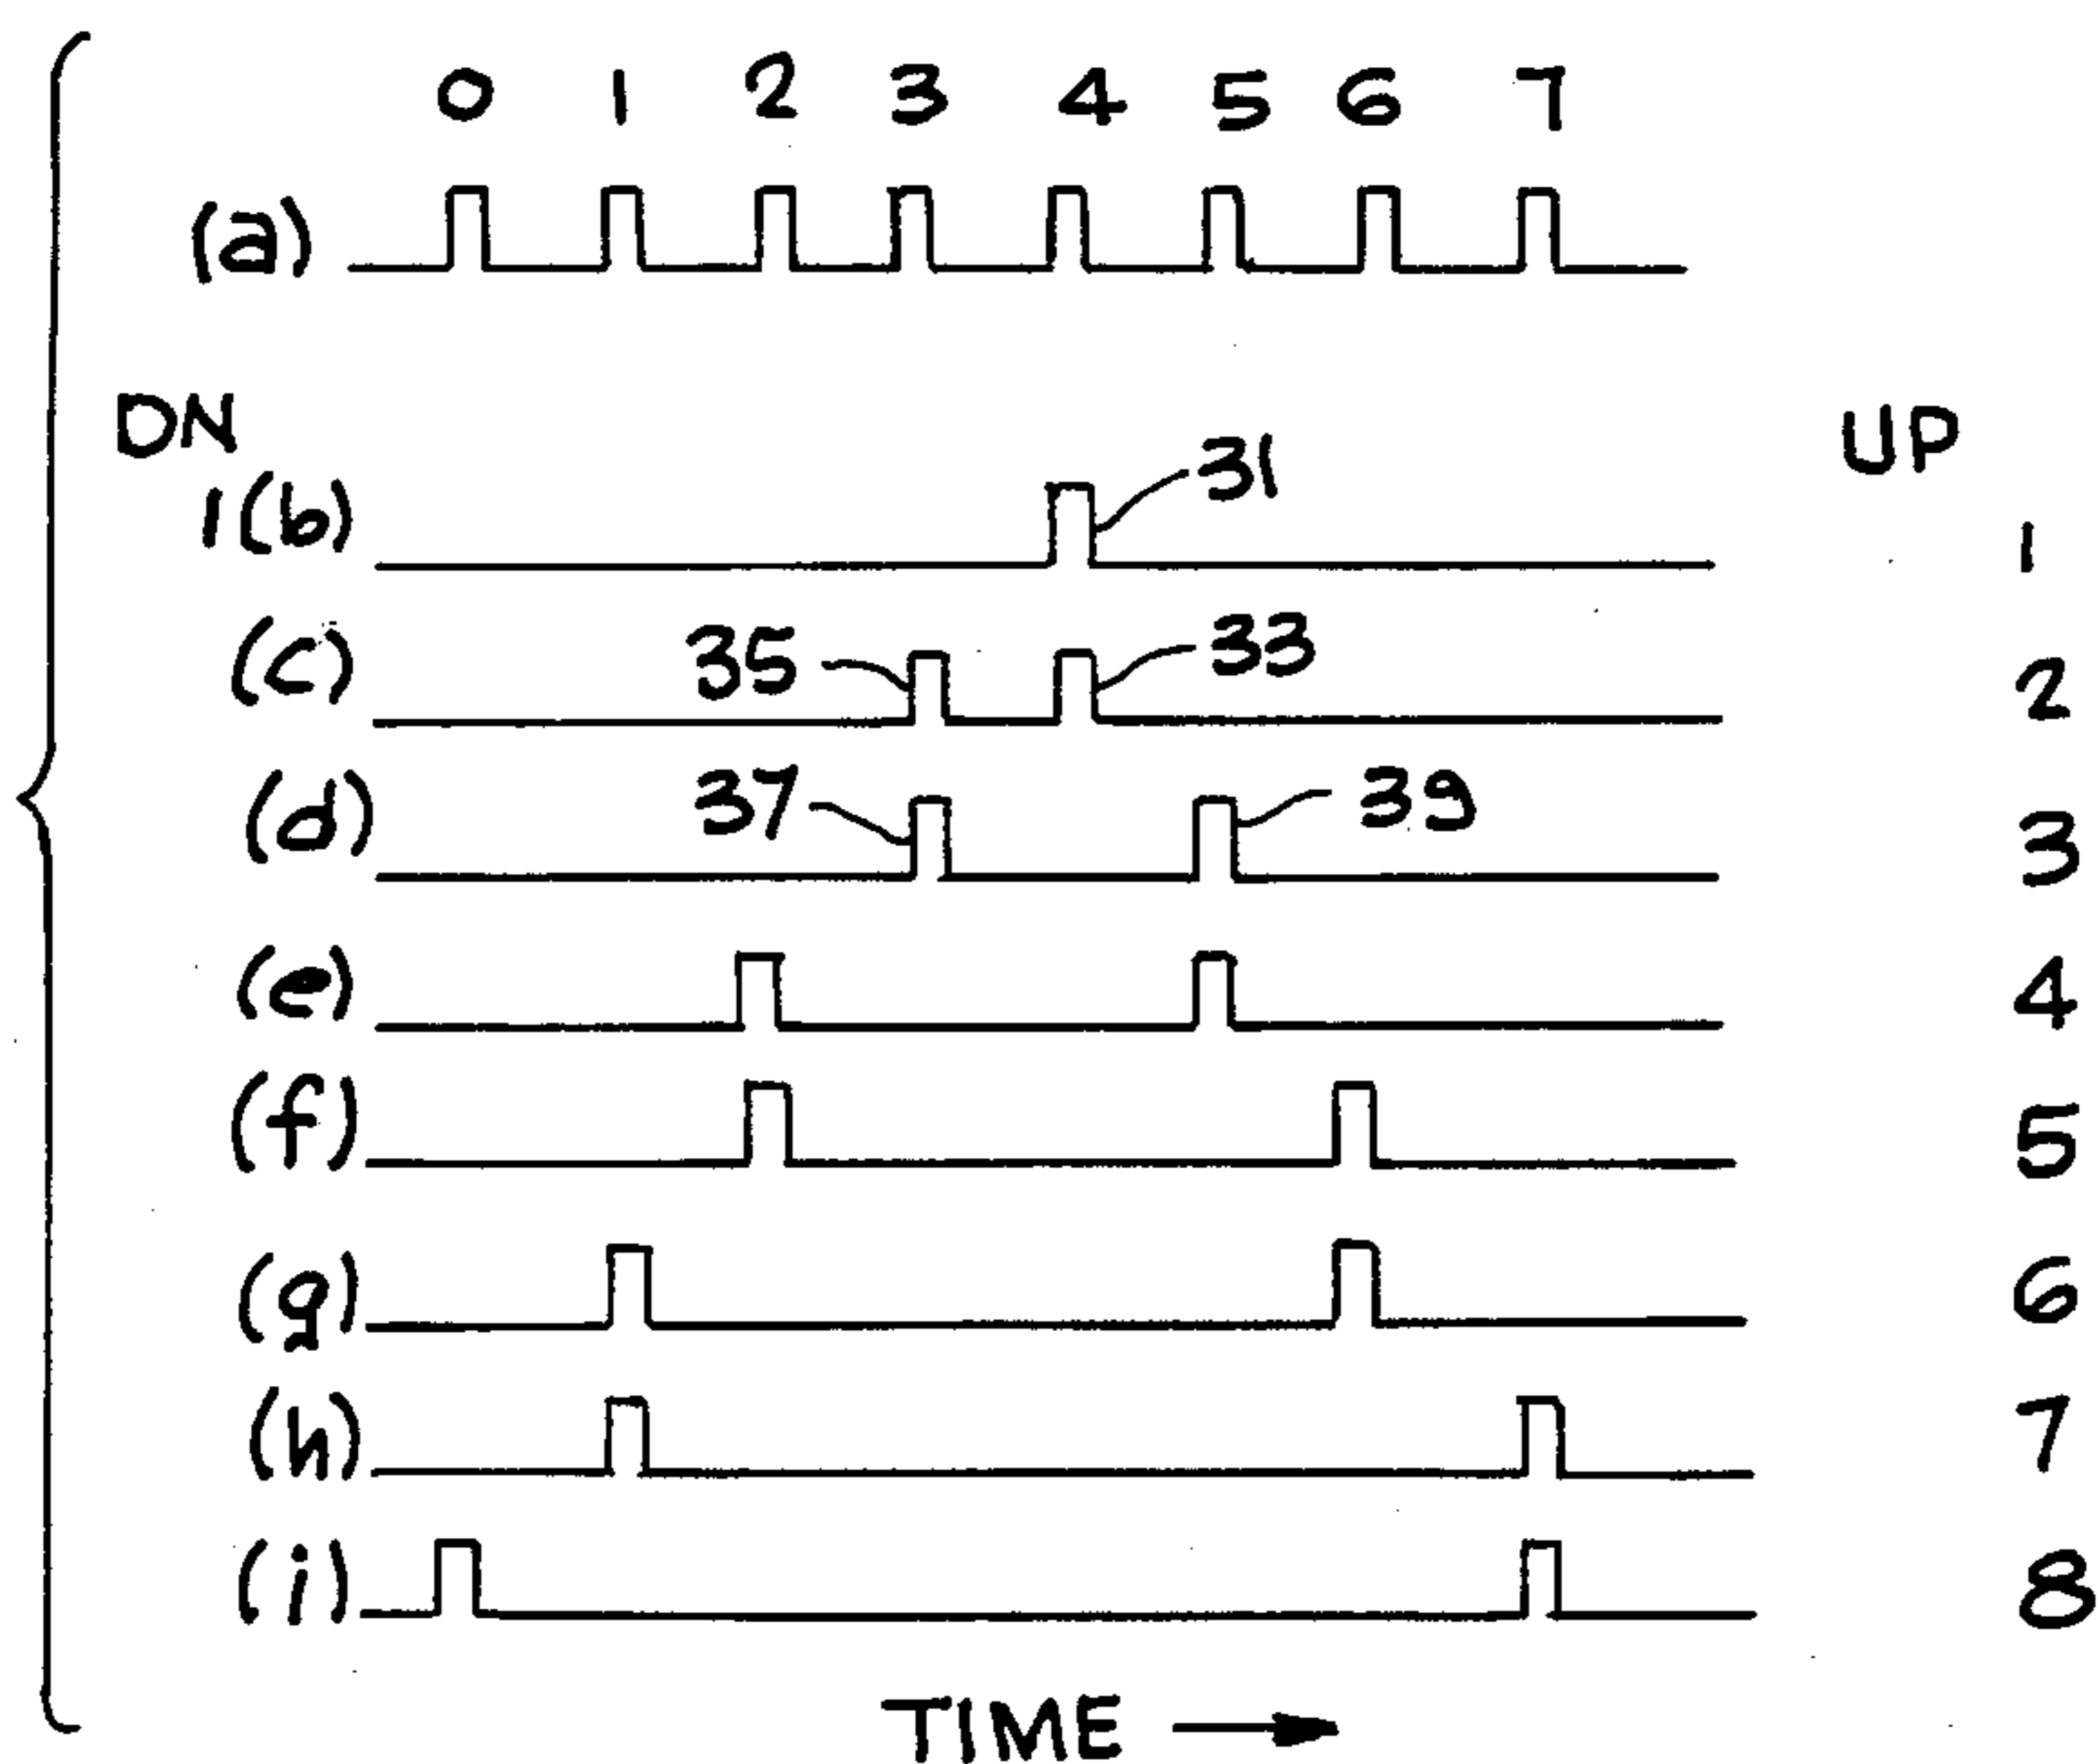 0 1 2 3 4 5 6 7
(a)
DN UP
1(b) 31 1
(c) 35 33 2
(d) 37 39 3
(e) 4
(f) 5
(g) 6
(h) 7
(i) 8
TIME